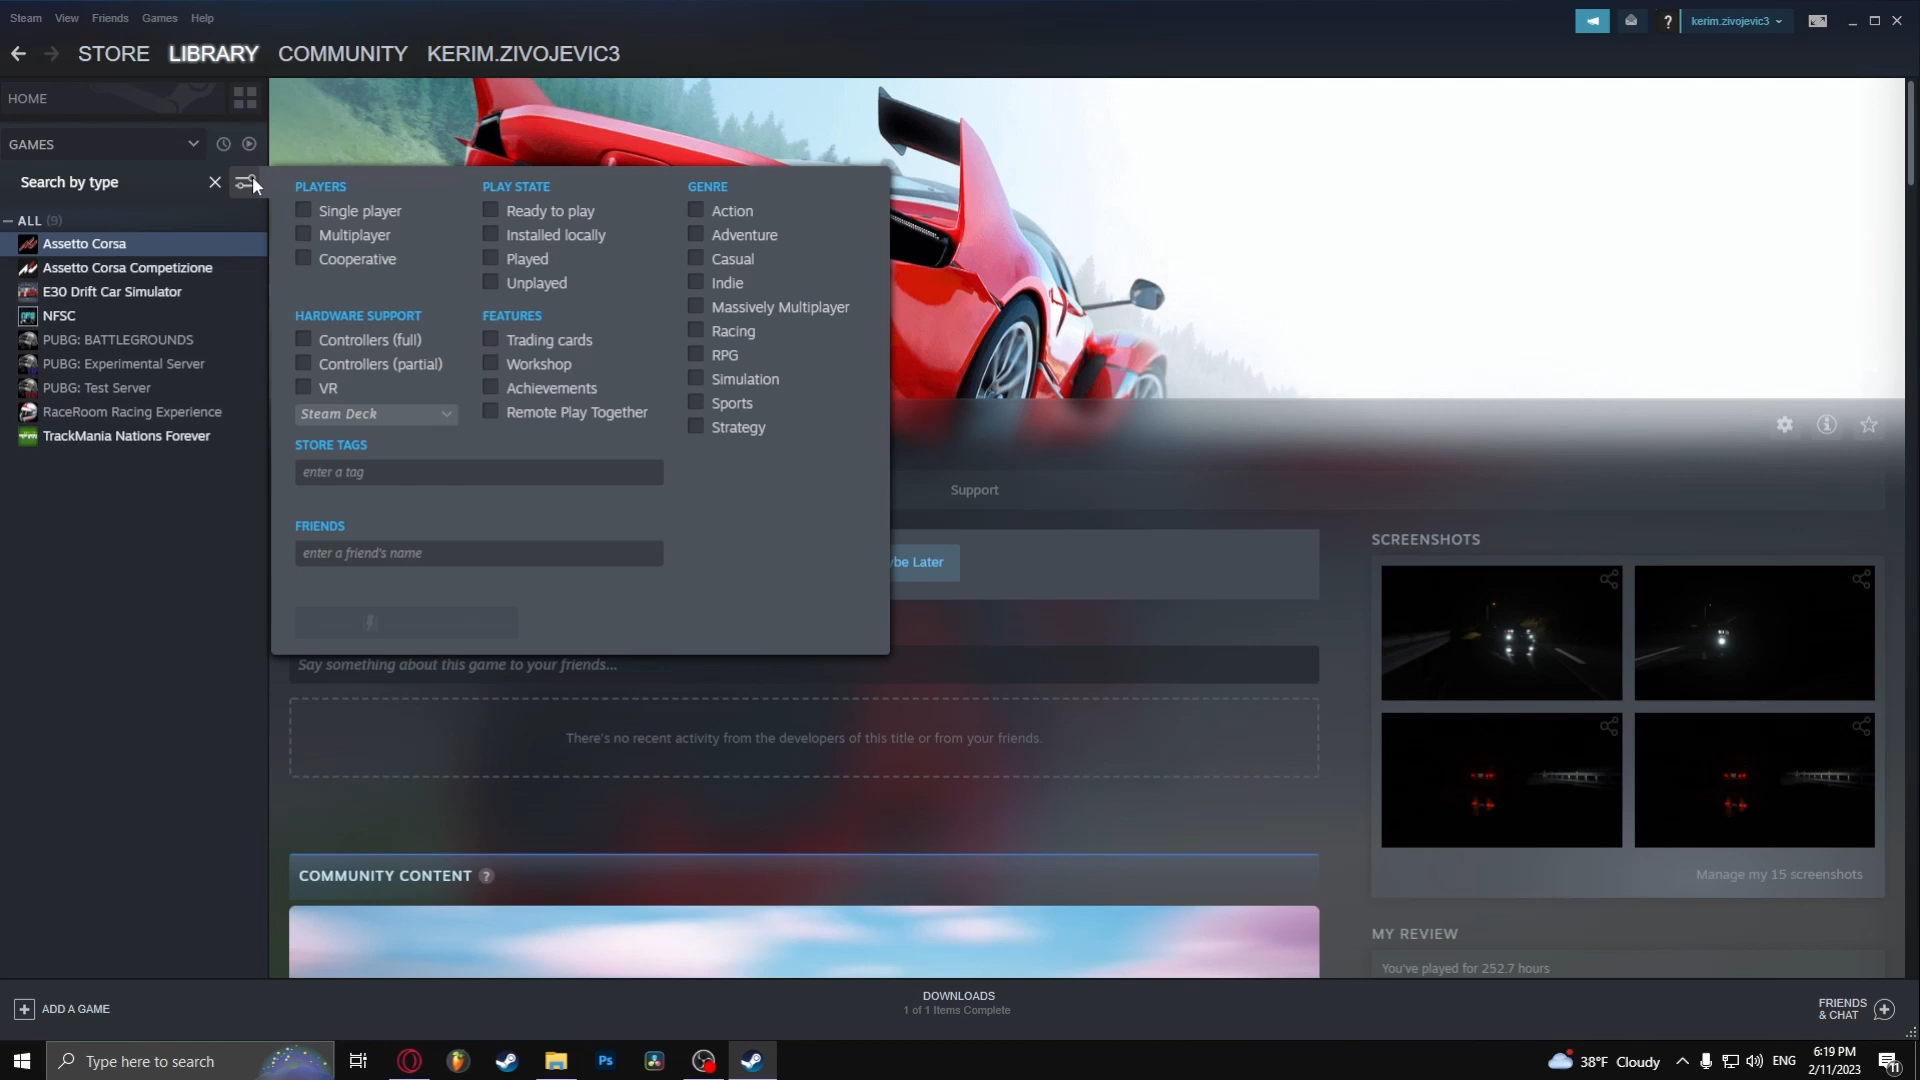 Steam View Friends Games Help
kerim.zivojevic3
STORE LIBRARY COMMUNITY KERIM.ZIVOJEVIC3
HOME
GAMES
Search by type
ALL (9)
Assetto Corsa
Assetto Corsa Competizione
E30 Drift Car Simulator
NFSC
PUBG: BATTLEGROUNDS
PUBG: Experimental Server
PUBG: Test Server
RaceRoom Racing Experience
TrackMania Nations Forever
PLAYERS
Single player
Multiplayer
Cooperative
PLAY STATE
Ready to play
Installed locally
Played
Unplayed
GENRE
Action
Adventure
Casual
Indie
Massively Multiplayer
Racing
RPG
Simulation
Sports
Strategy
HARDWARE SUPPORT
Controllers (full)
Controllers (partial)
VR
Steam Deck
FEATURES
Trading cards
Workshop
Achievements
Remote Play Together
STORE TAGS
enter a tag
FRIENDS
enter a friend's name
Support
ybe Later
Say something about this game to your friends...
There's no recent activity from the developers of this title or from your friends.
COMMUNITY CONTENT ?
SCREENSHOTS
Manage my 15 screenshots
MY REVIEW
You've played for 252.7 hours
ADD A GAME
DOWNLOADS
1 of 1 Items Complete
FRIENDS
& CHAT
Type here to search
Ps
38°F Cloudy
ENG
6:19 PM
2/11/2023
11